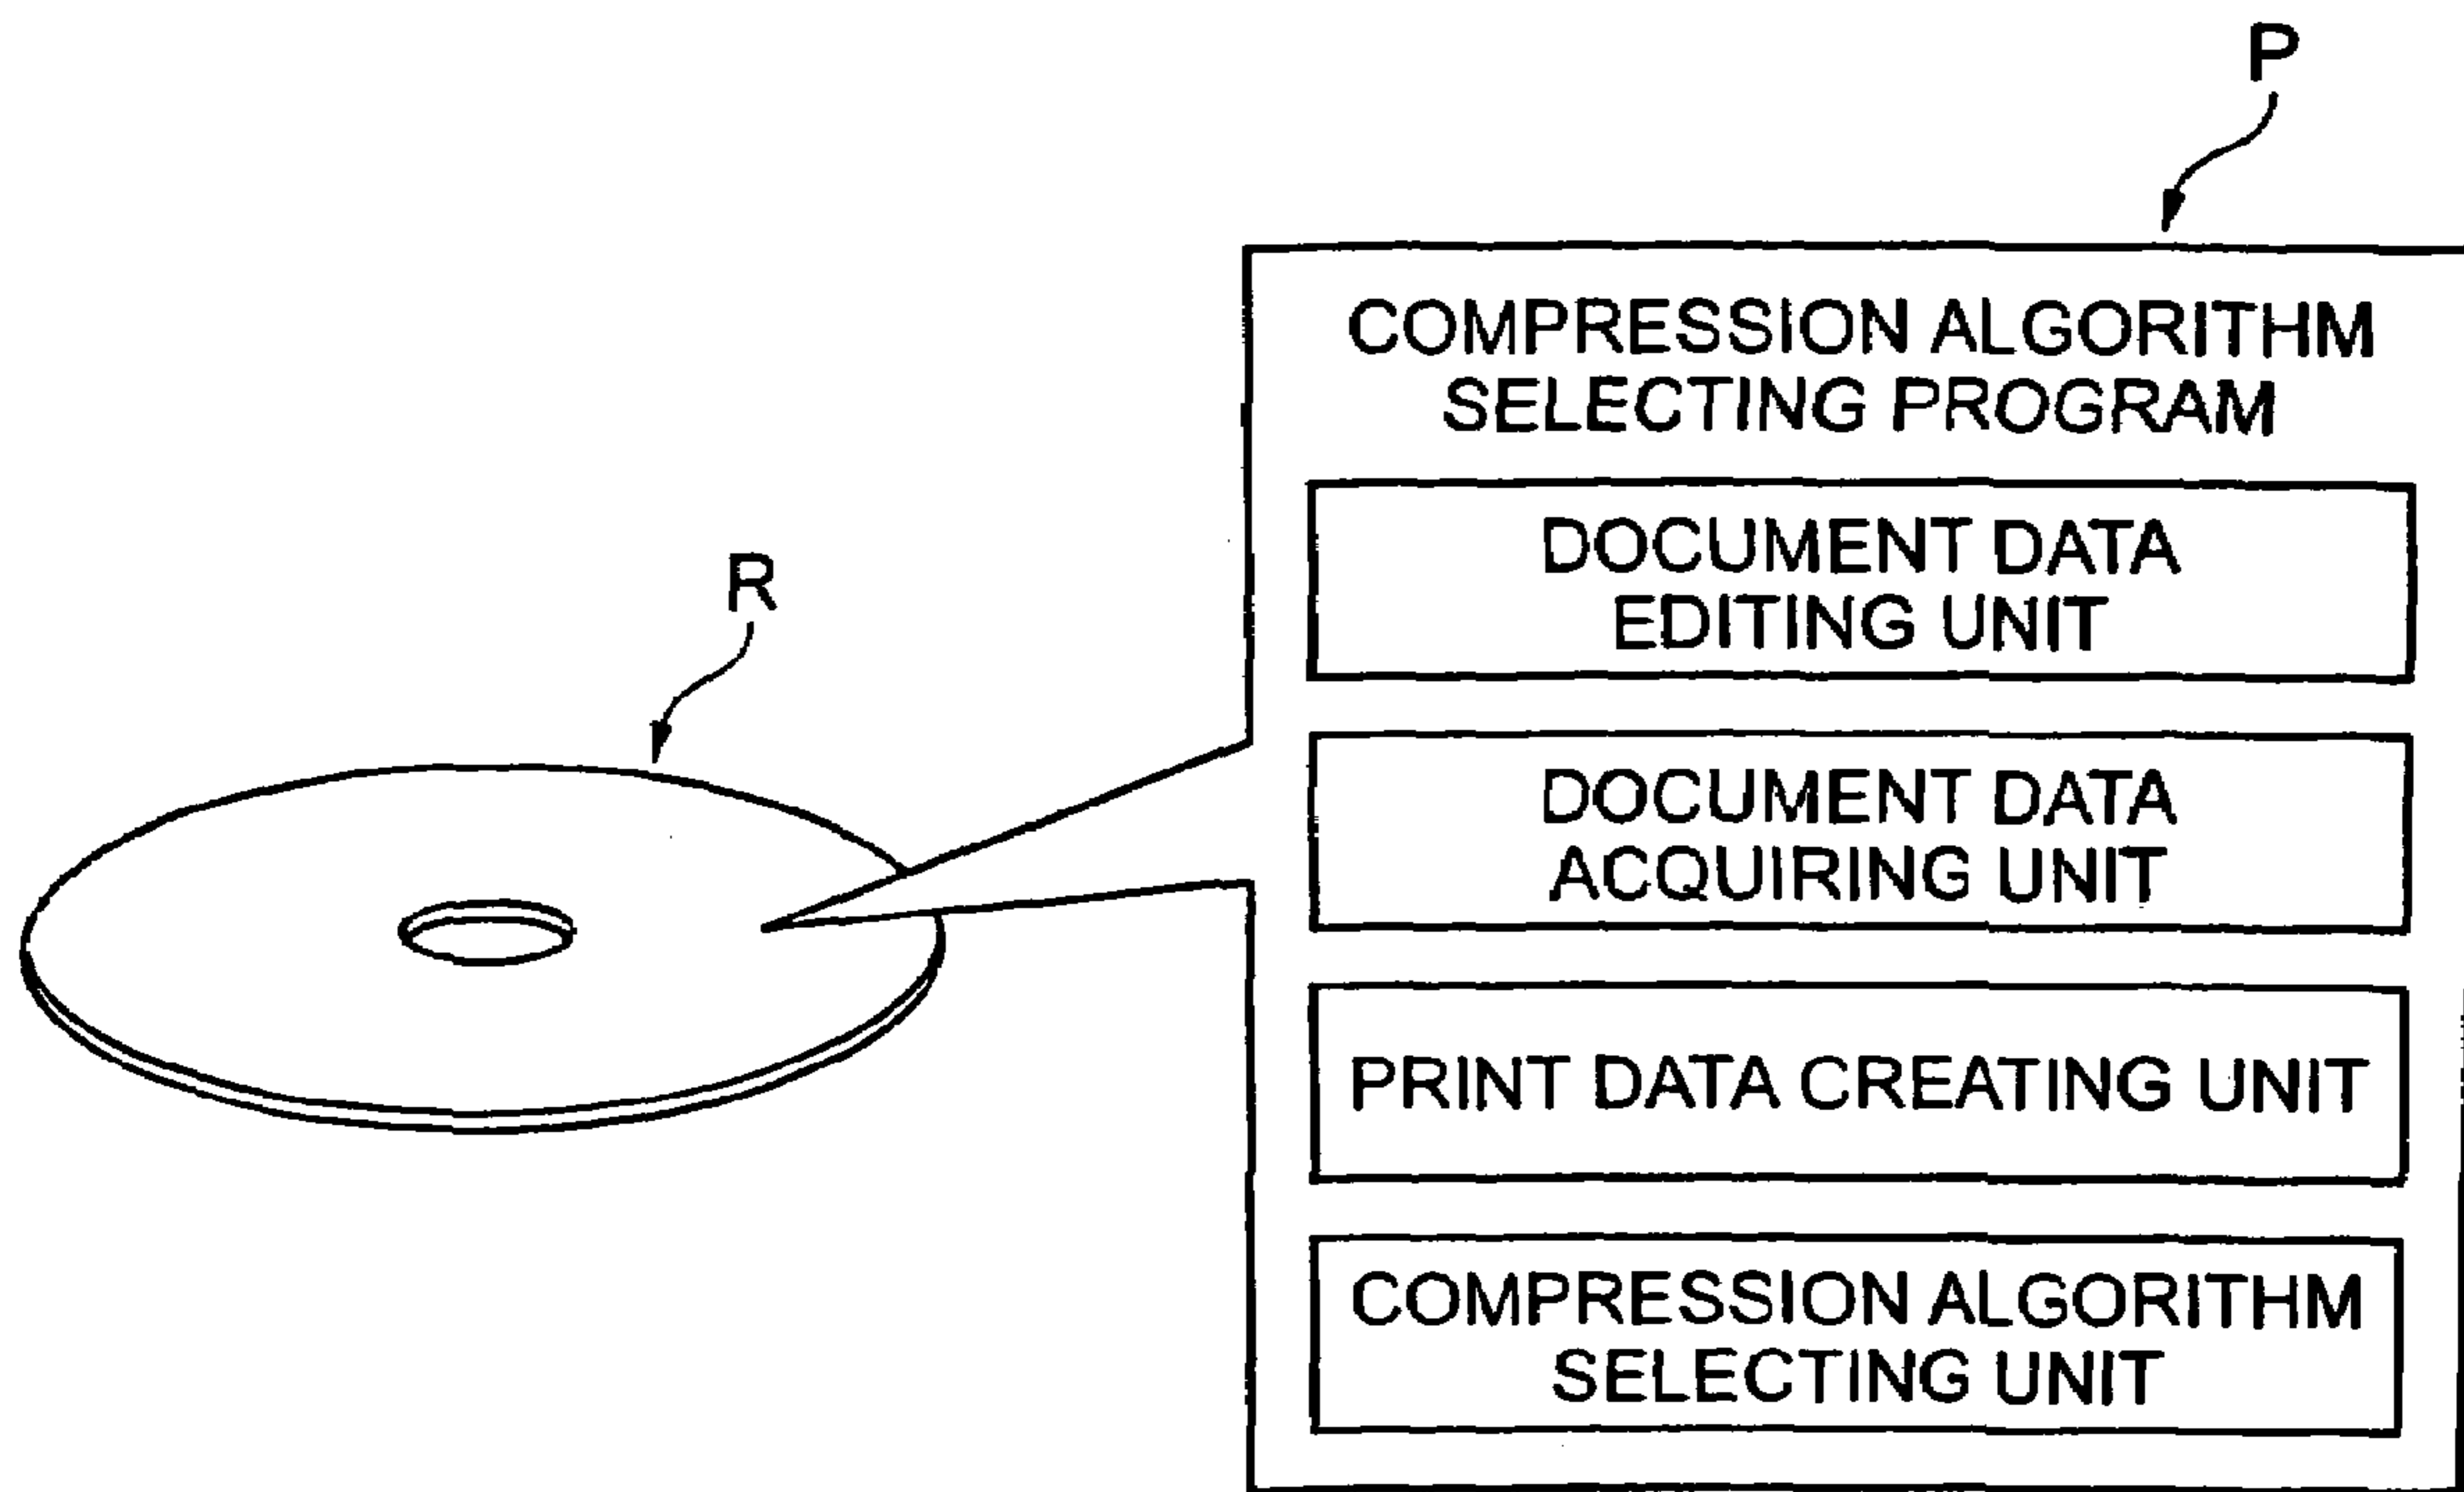 P
COMPRESSION ALGORITHM
SELECTING PROGRAM
DOCUMENT DATA
EDITING UNIT
R
DOCUMENT DATA
ACQUIRING UNIT
PRINT DATA CREATING UNIT
COMPRESSION ALGORITHM
SELECTING UNIT